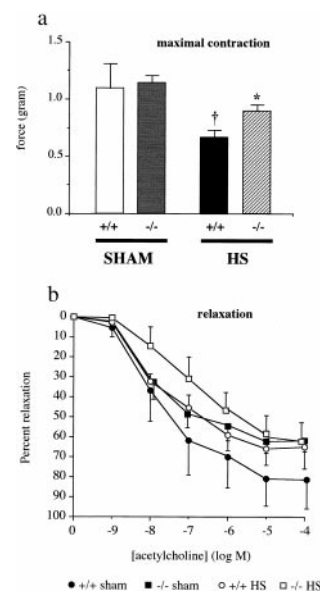 a
maximal contraction
force (gram)
1.5
1.0
0.5
0.0
†
*
+/+ -/- +/+ -/-
SHAM HS
b
relaxation
Percent relaxation
0
10
20
30
40
50
60
70
80
90
100
0 -9 -8 -7 -6 -5 -4
[acetylcholine] (log M)
+/+ sham -/- sham +/+ HS -/- HS